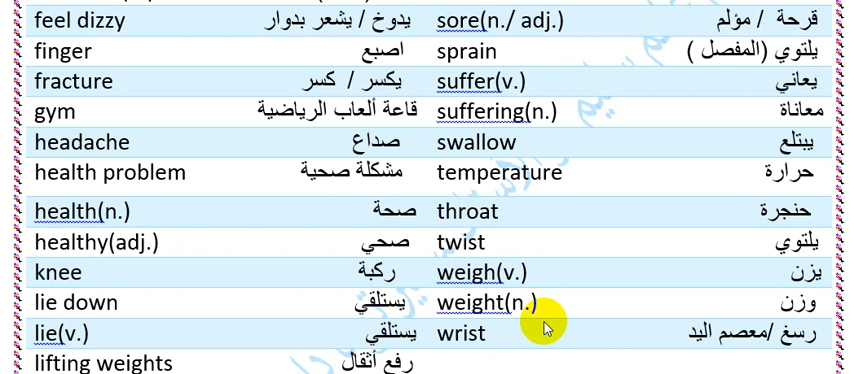 feel dizzy يدوخ / يشعر بدوار sore(n./ adj.) قرحة / مؤلم
finger اصبع sprain يلتوي (المفصل )
fracture يكسر / كسر suffer(v.) يعاني
gym قاعة ألعاب الرياضية suffering(n.) معاناة
headache صداع swallow يبتلع
health problem مشكلة صحية temperature حرارة
health(n.) صحة throat حنجرة
healthy(adj.) صحي twist يلتوي
knee ركبة weigh(v.) يزن
lie down يستلقي weight(n.) وزن
lie(v.) يستلقي wrist رسغ /معصم اليد
lifting weights رفع أثقال